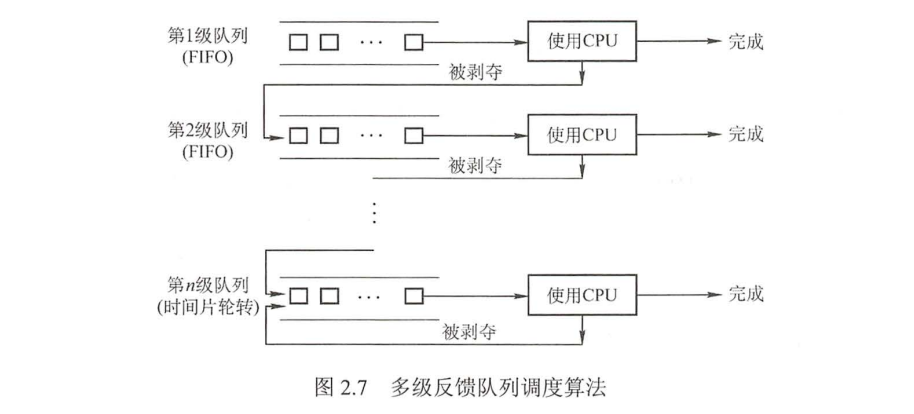 第1级队列
(FIFO)
使用CPU
完成
被剥夺
第2级队列
(FIFO)
使用CPU
完成
被剥夺
第n级队列
(时间片轮转)
使用CPU
完成
被剥夺
图 2.7 多级反馈队列调度算法